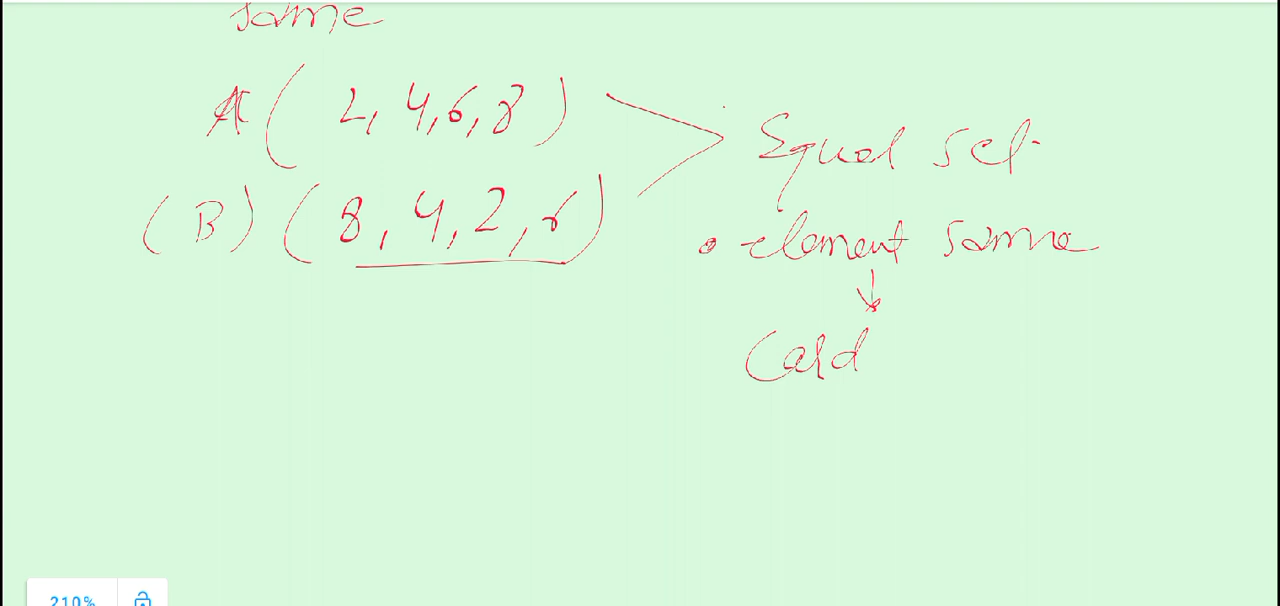 same
A ( 2, 4, 6, 8 )
(B) ( 8, 4, 2, 6 )
Equal set.
• element same
↓
Card
210%